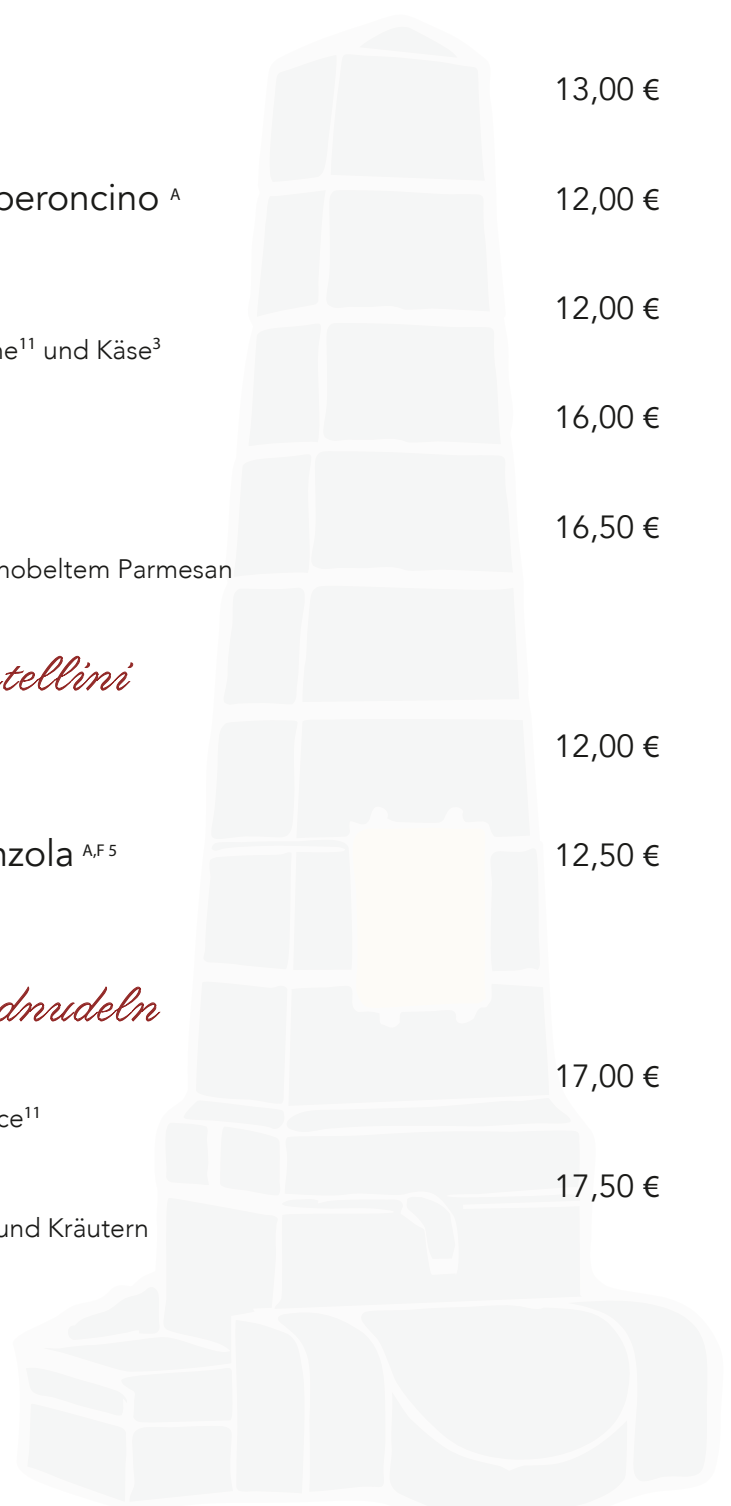 13,00 €
peroncino ᴬ 12,00 €
12,00 €
ne¹¹ und Käse³
16,00 €
16,50 €
hobeltem Parmesan
tellini
12,00 €
nzola ᴬ,ꟳ ⁵ 12,50 €
dnudeln
17,00 €
ce¹¹
17,50 €
und Kräutern